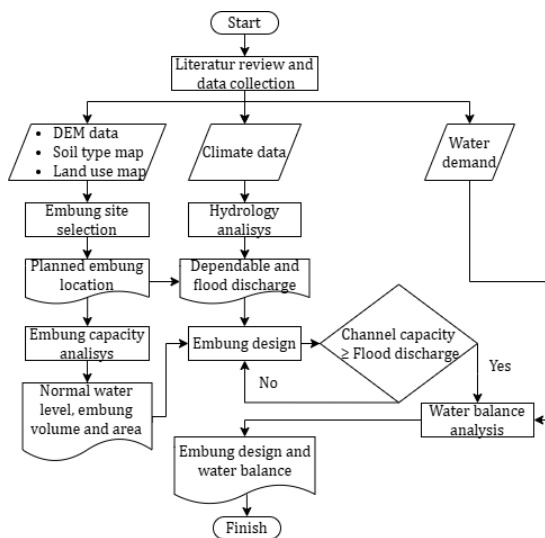 Start
Literatur review and
data collection
• DEM data
• Soil type map
• Land use map
Climate data
Water
demand
Embung site
selection
Hydrology
analisys
Planned embung
location
Dependable and
flood discharge
Embung capacity
analisys
Embung design
Channel capacity
≥ Flood discharge
Yes
No
Normal water
level, embung
volume and area
Water balance
analysis
Embung design and
water balance
Finish